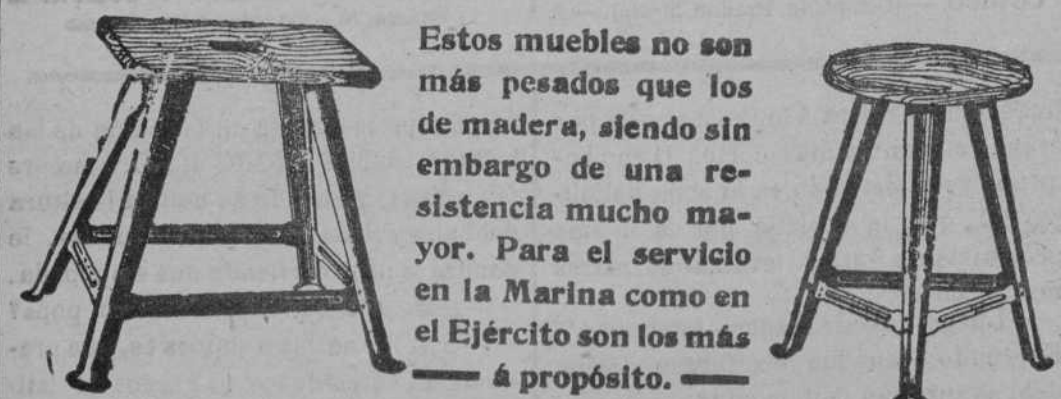 Estos muebles no son
más pesados que los
de madera, siendo sin
embargo de una re-
sistencia mucho ma-
yor. Para el servicio
en la Marina como en
el Ejército son los más
á propósito.